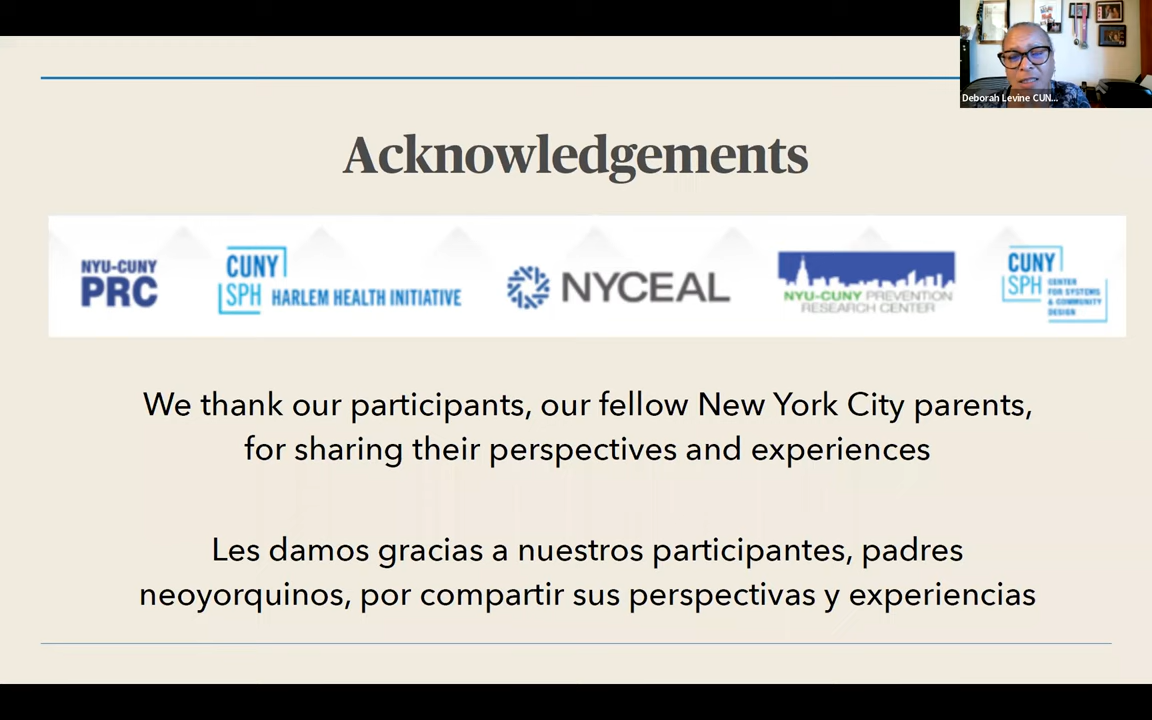 Deborah Levine CUN...
Acknowledgements
NYU-CUNY
PRC
CUNY
SPH HARLEM HEALTH INITIATIVE
NYCEAL
NYU-CUNY PREVENTION
RESEARCH CENTER
CUNY
SPH
CENTER
FOR SYSTEMS
& COMMUNITY
DESIGN
We thank our participants, our fellow New York City parents,
for sharing their perspectives and experiences
Les damos gracias a nuestros participantes, padres
neoyorquinos, por compartir sus perspectivas y experiencias